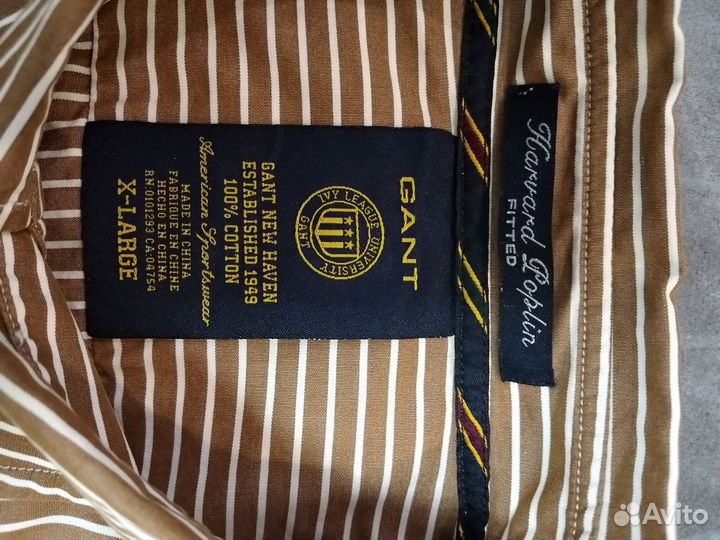 Harvard Poplin
FITTED
GANT
IVY LEAGUE UNIVERSITY
GANT
GANT NEW HAVEN
ESTABLISHED 1949
100% COTTON
American Sportswear
MADE IN CHINA
FABRIQUE EN CHINE
HECHO EN CHINA
RN:0101293 CA:04754
X-LARGE
Avito